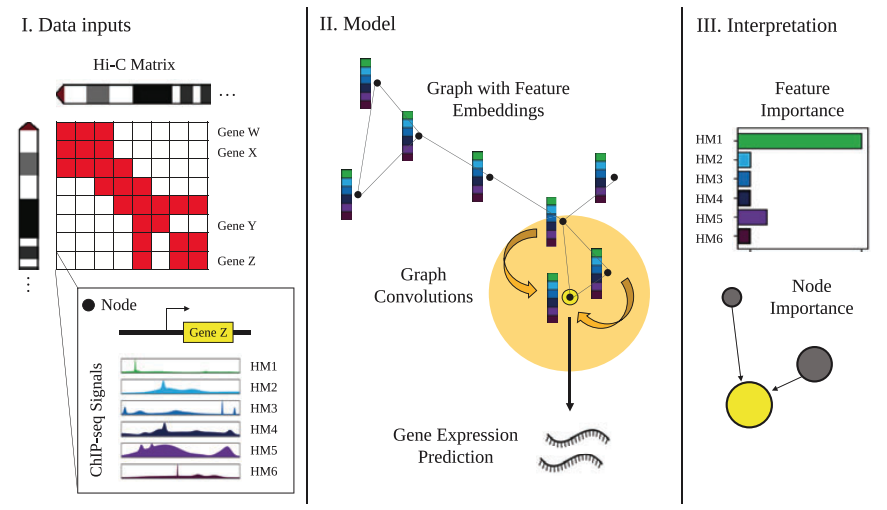 I. Data inputs
Hi-C Matrix
...
Gene W
Gene X
Gene Y
Gene Z
...
Node
Gene Z
ChIP-seq Signals
HM1
HM2
HM3
HM4
HM5
HM6
II. Model
Graph with Feature
Embeddings
Graph
Convolutions
Gene Expression
Prediction
III. Interpretation
Feature
Importance
HM1
HM2
HM3
HM4
HM5
HM6
Node
Importance